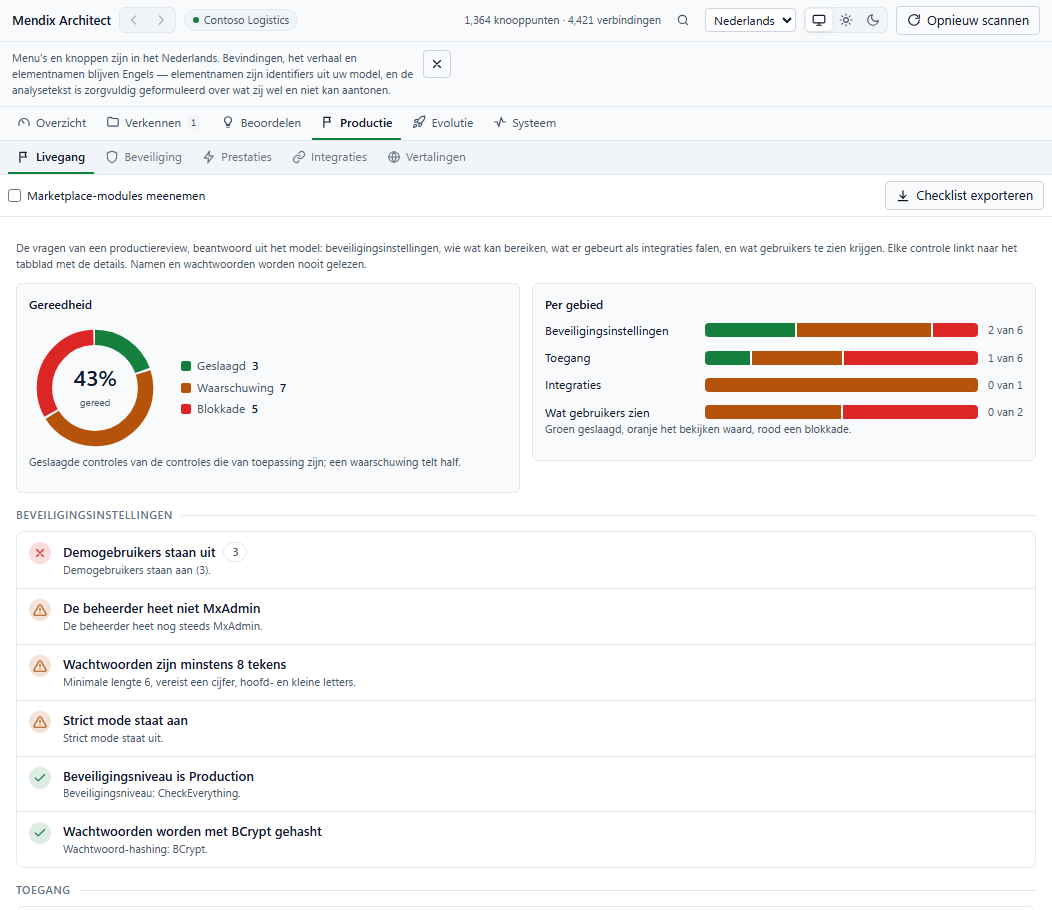 Mendix Architect
Contoso Logistics
1,364 knooppunten · 4,421 verbindingen
Nederlands
Opnieuw scannen
Menu's en knoppen zijn in het Nederlands. Bevindingen, het verhaal en
elementnamen blijven Engels — elementnamen zijn identifiers uit uw model, en de
analysetekst is zorgvuldig geformuleerd over wat zij wel en niet kan aantonen.
Overzicht
Verkennen 1
Beoordelen
Productie
Evolutie
Systeem
Livegang
Beveiliging
Prestaties
Integraties
Vertalingen
Marketplace-modules meenemen
Checklist exporteren
De vragen van een productiereview, beantwoord uit het model: beveiligingsinstellingen, wie wat kan bereiken, wat er gebeurt als integraties falen, en wat gebruikers te zien krijgen. Elke controle linkt naar het
tabblad met de details. Namen en wachtwoorden worden nooit gelezen.
Gereedheid
43%
gereed
Geslaagd 3
Waarschuwing 7
Blokkade 5
Geslaagde controles van de controles die van toepassing zijn; een waarschuwing telt half.
Per gebied
Beveiligingsinstellingen 2 van 6
Toegang 1 van 6
Integraties 0 van 1
Wat gebruikers zien 0 van 2
Groen geslaagd, oranje het bekijken waard, rood een blokkade.
BEVEILIGINGSINSTELLINGEN
Demogebruikers staan uit 3
Demogebruikers staan aan (3).
De beheerder heet niet MxAdmin
De beheerder heet nog steeds MxAdmin.
Wachtwoorden zijn minstens 8 tekens
Minimale lengte 6, vereist een cijfer, hoofd- en kleine letters.
Strict mode staat aan
Strict mode staat uit.
Beveiligingsniveau is Production
Beveiligingsniveau: CheckEverything.
Wachtwoorden worden met BCrypt gehasht
Wachtwoord-hashing: BCrypt.
TOEGANG